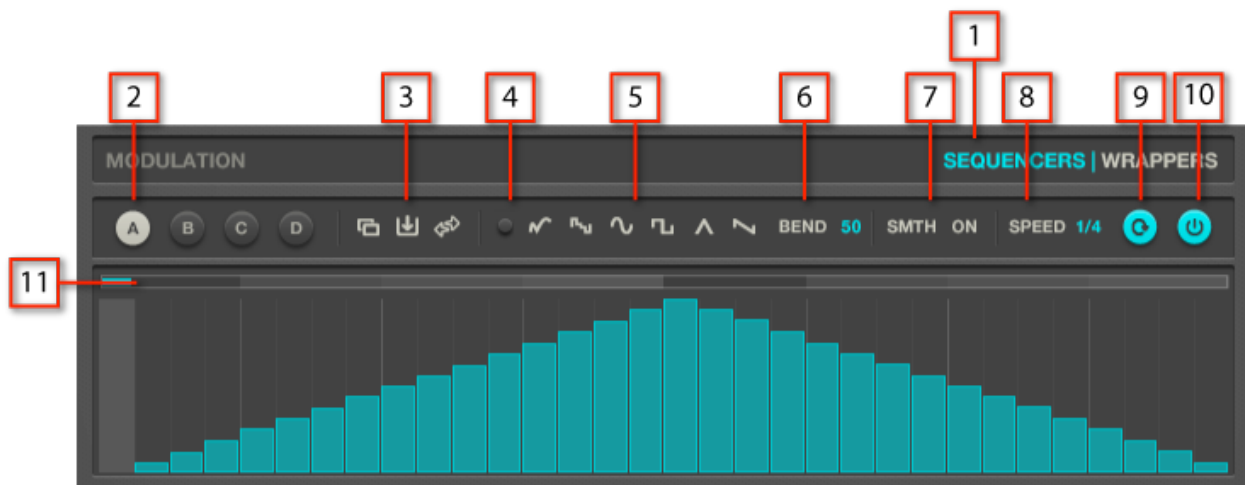 1
2 3 4 5 6 7 8 9 10
MODULATION SEQUENCERS | WRAPPERS
A B C D BEND 50 SMTH ON SPEED 1/4
11